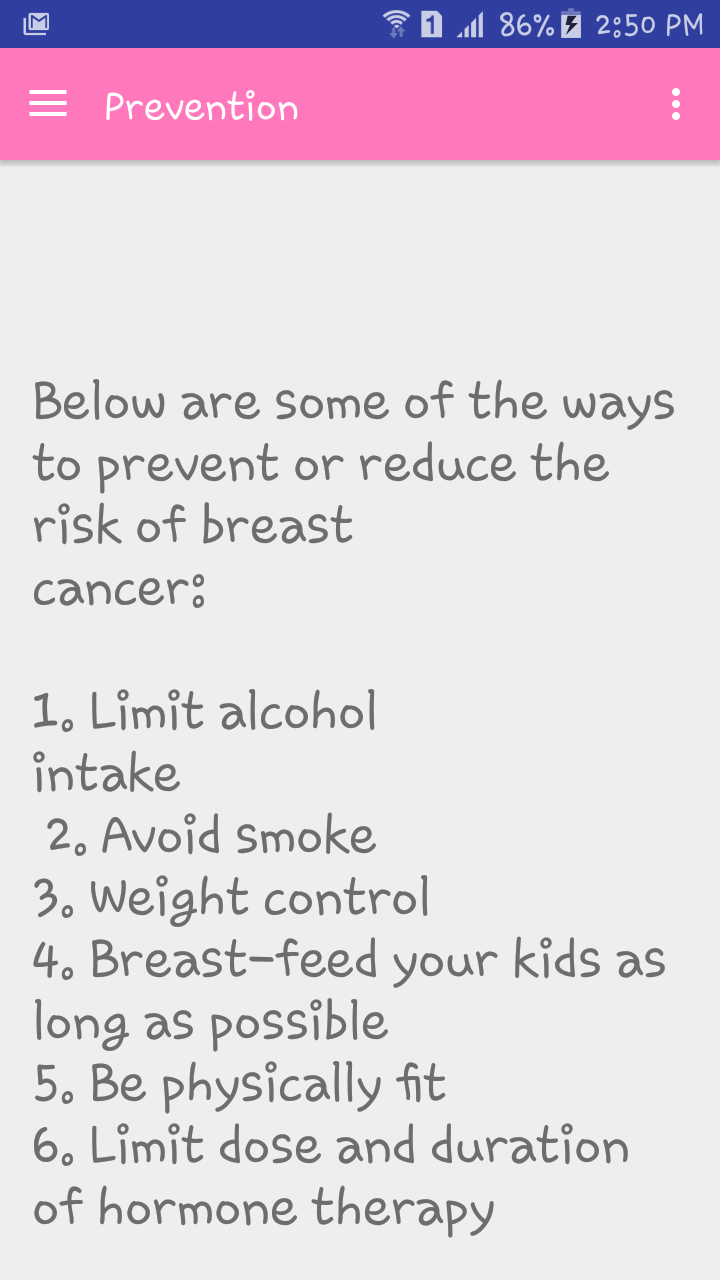 1 86% 2:50 PM
Prevention
Below are some of the ways
to prevent or reduce the
risk of breast
cancer:
1. Limit alcohol
intake
2. Avoid smoke
3. Weight control
4. Breast-feed your kids as
long as possible
5. Be physically fit
6. Limit dose and duration
of hormone therapy